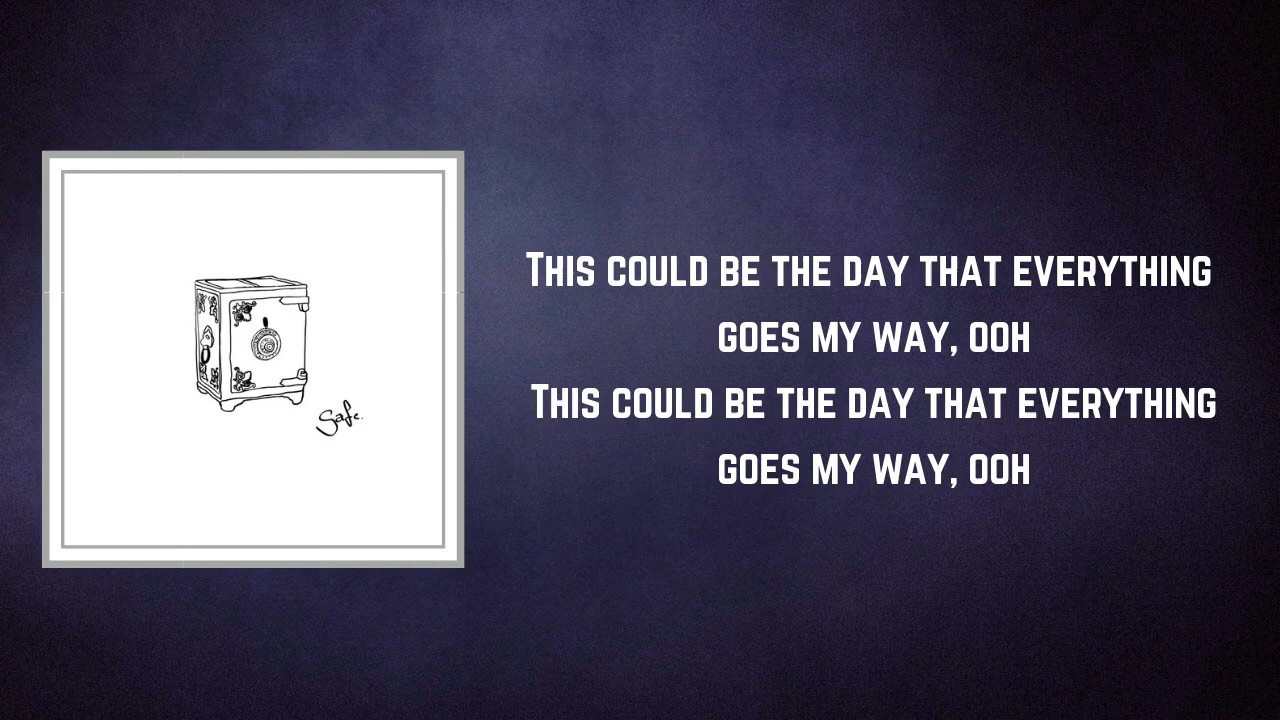 Safe.
This could be the day that everything
goes my way, ooh
This could be the day that everything
goes my way, ooh